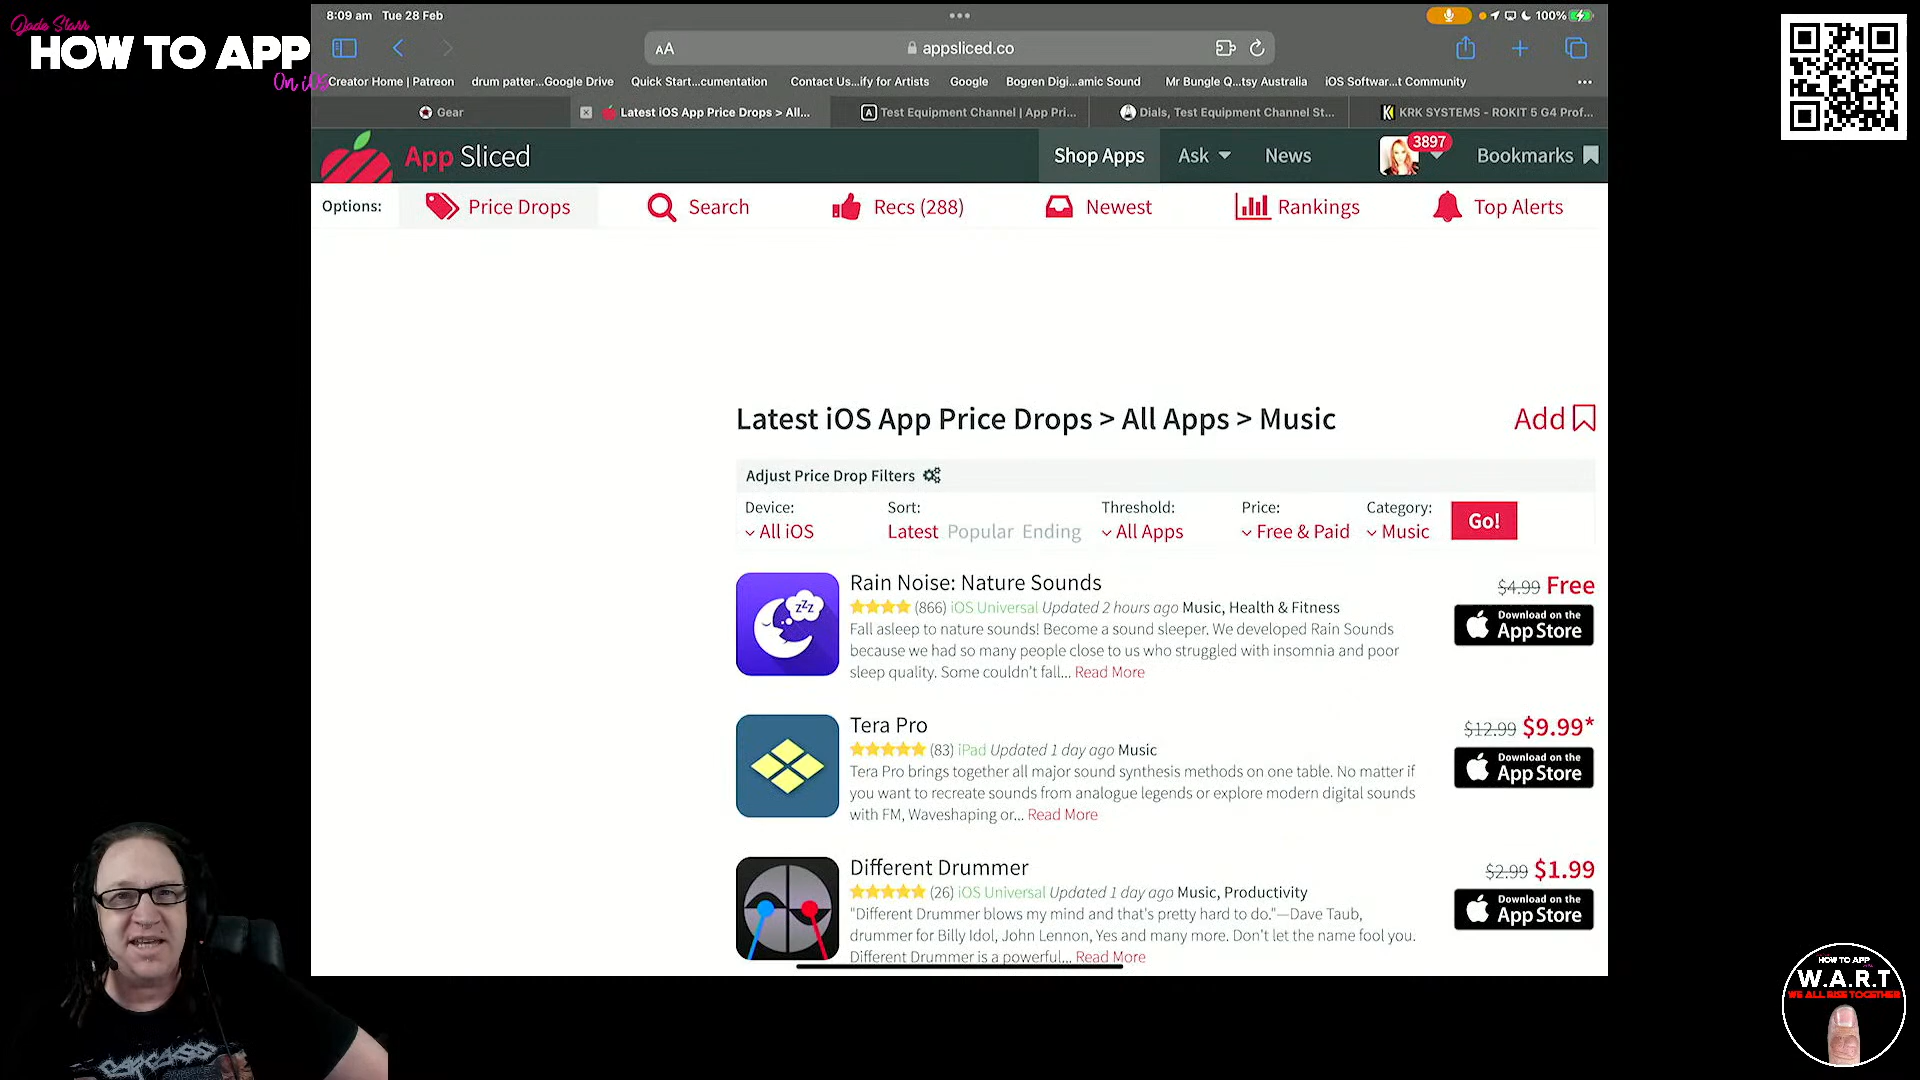 Jade Starr
HOW TO APP
On iOS
8:09 am Tue 28 Feb
100%
AA
appsliced.co
Creator Home | Patreon
drum patter...Google Drive
Quick Start...cumentation
Contact Us...ify for Artists
Google
Bogren Digi...amic Sound
Mr Bungle Q...tsy Australia
iOS Softwar...t Community
Gear
Latest iOS App Price Drops > All...
Test Equipment Channel | App Pri...
Dials, Test Equipment Channel St...
KRK SYSTEMS - ROKIT 5 G4 Prof...
App Sliced
Shop Apps
Ask
News
3897
Bookmarks
Options:
Price Drops
Search
Recs (288)
Newest
Rankings
Top Alerts
Latest iOS App Price Drops > All Apps > Music
Add
Adjust Price Drop Filters
Device:
Sort:
Threshold:
Price:
Category:
All iOS
Latest Popular Ending
All Apps
Free & Paid
Music
Go!
Rain Noise: Nature Sounds
$4.99 Free
(866) iOS Universal Updated 2 hours ago Music, Health & Fitness
Fall asleep to nature sounds! Become a sound sleeper. We developed Rain Sounds
because we had so many people close to us who struggled with insomnia and poor
sleep quality. Some couldn't fall... Read More
zzz
Download on the
App Store
Tera Pro
$12.99 $9.99*
(83) iPad Updated 1 day ago Music
Tera Pro brings together all major sound synthesis methods on one table. No matter if
you want to recreate sounds from analogue legends or explore modern digital sounds
with FM, Waveshaping or... Read More
Download on the
App Store
Different Drummer
$2.99 $1.99
(26) iOS Universal Updated 1 day ago Music, Productivity
"Different Drummer blows my mind and that's pretty hard to do."—Dave Taub,
drummer for Billy Idol, John Lennon, Yes and many more. Don't let the name fool you.
Different Drummer is a powerful... Read More
Download on the
App Store
HOW TO APP
W.A.R.T
WE ALL RISE TOGETHER